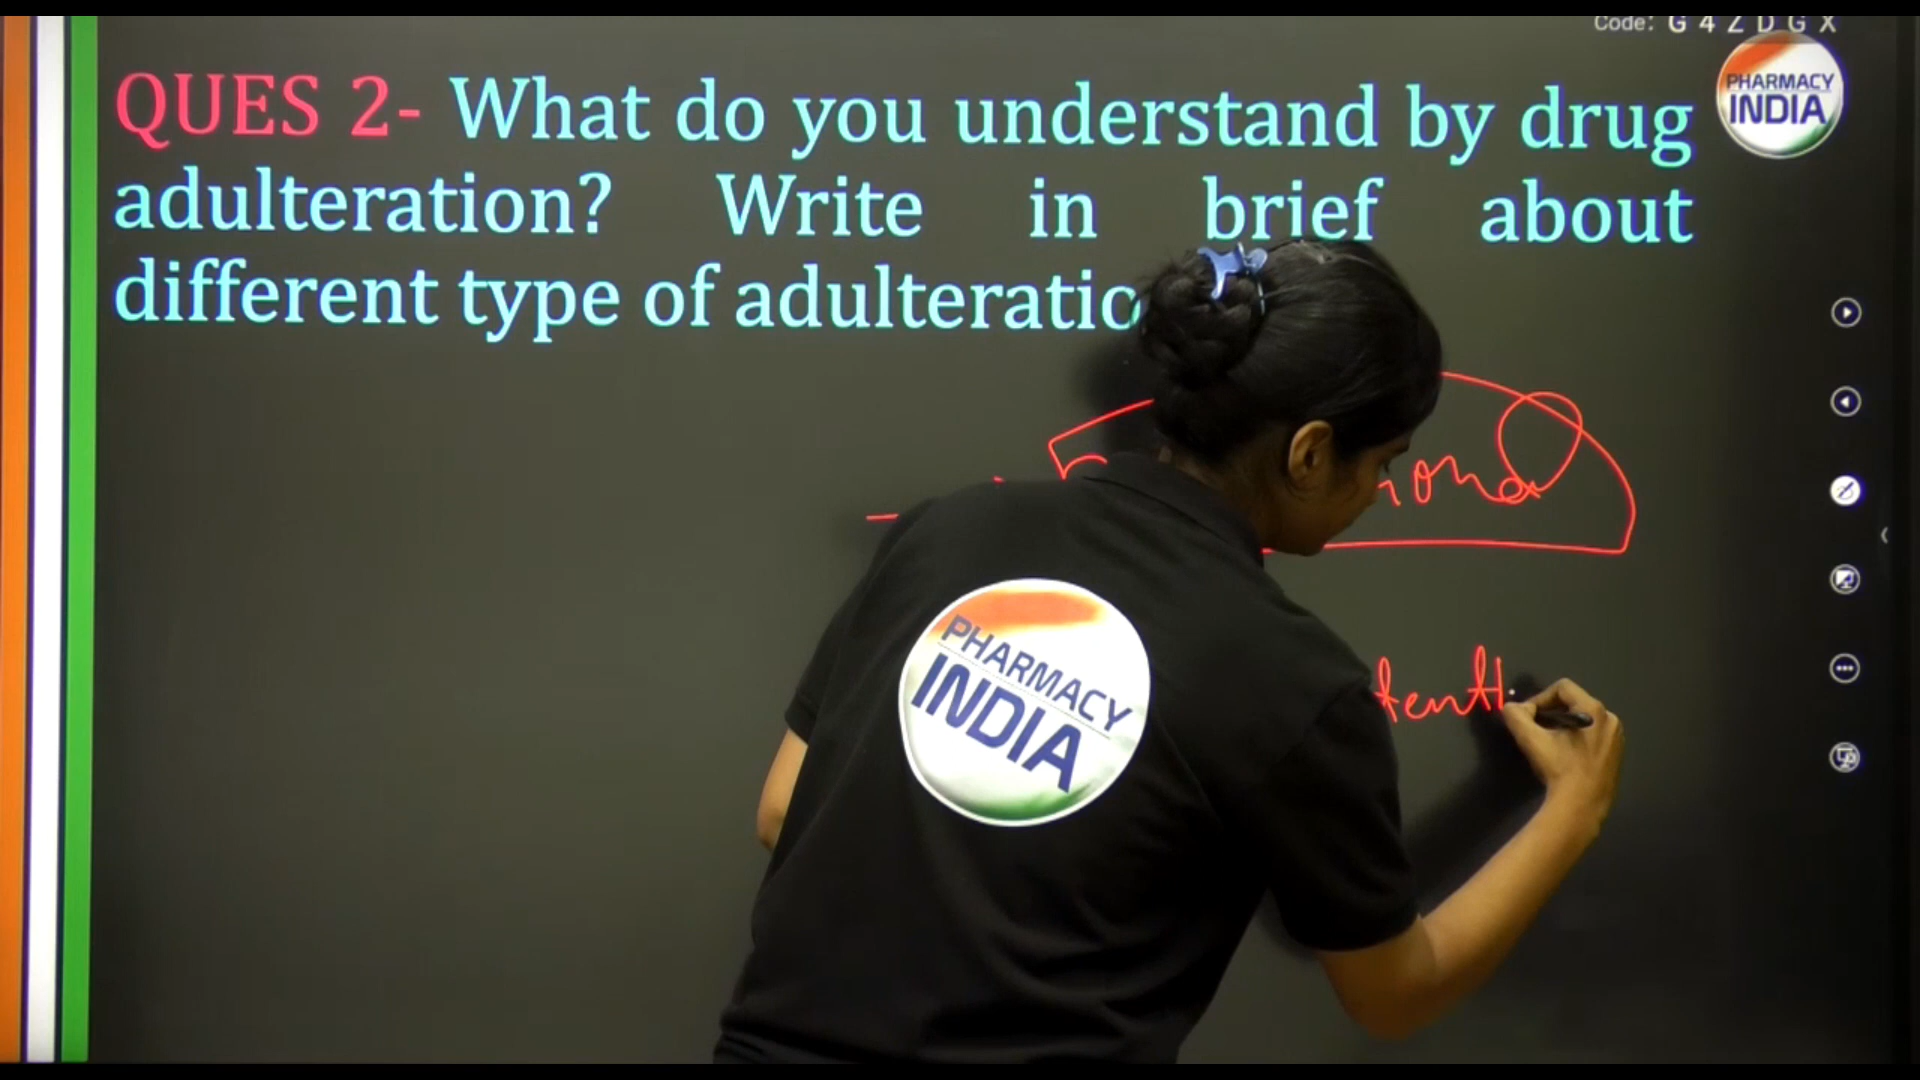 Code: G4ZDGX
QUES 2- What do you understand by drug
adulteration? Write in brief about
different type of adulteratio
PHARMACY
INDIA
PHARMACY
INDIA